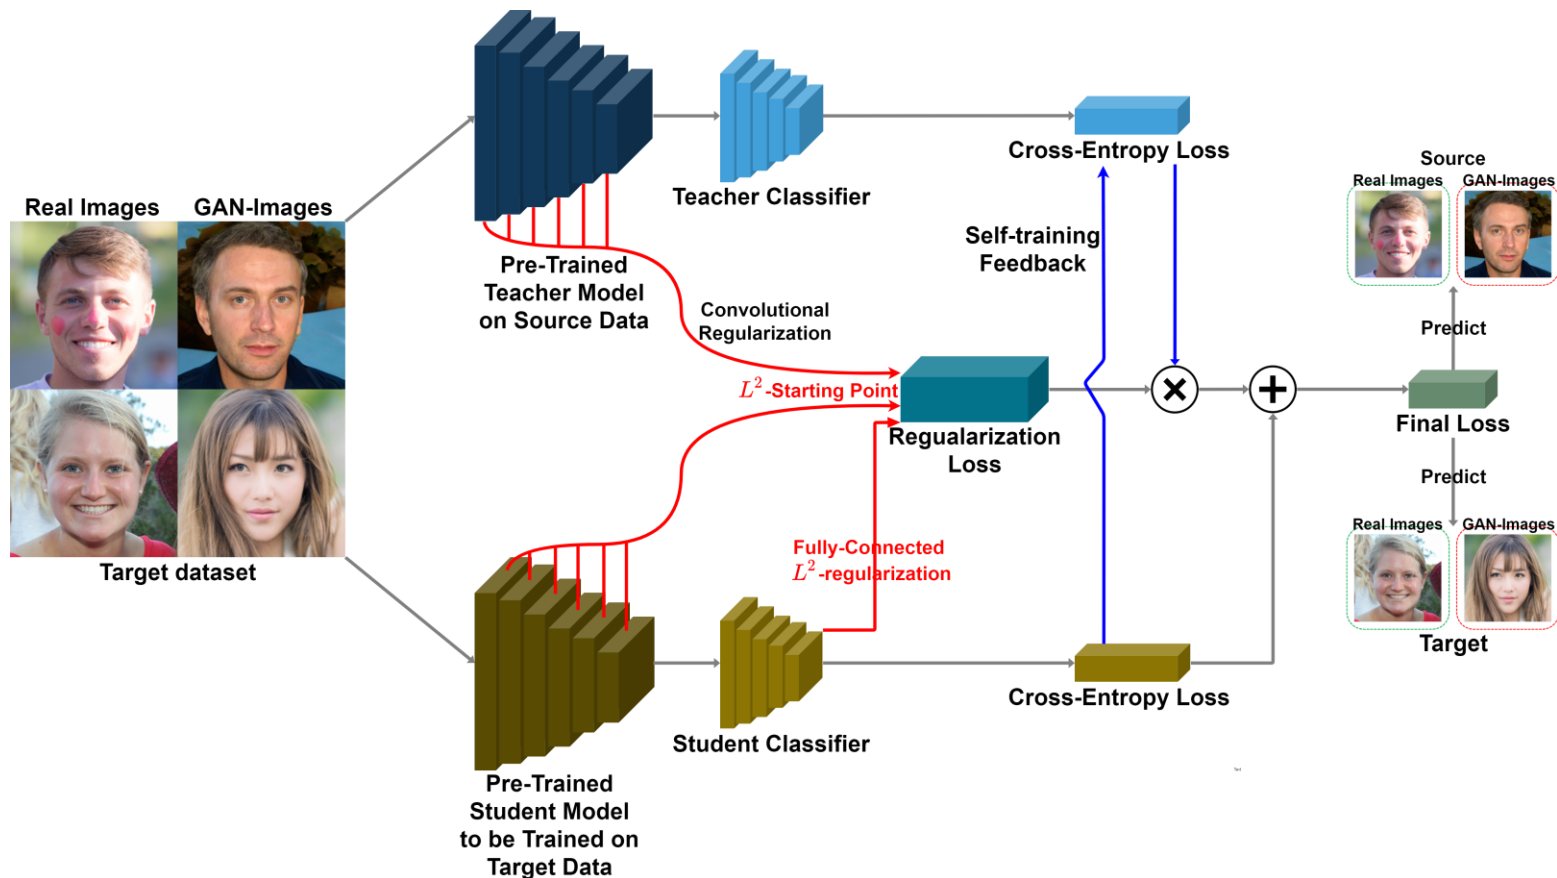 Real Images
GAN-Images
Target dataset
Pre-Trained
Teacher Model
on Source Data
Teacher Classifier
Cross-Entropy Loss
Self-training
Feedback
Convolutional
Regularization
L²-Starting Point
Regualarization
Loss
Fully-Connected
L²-regularization
Pre-Trained
Student Model
to be Trained on
Target Data
Student Classifier
Cross-Entropy Loss
×
+
Final Loss
Source
Real Images
GAN-Images
Predict
Predict
Real Images
GAN-Images
Target